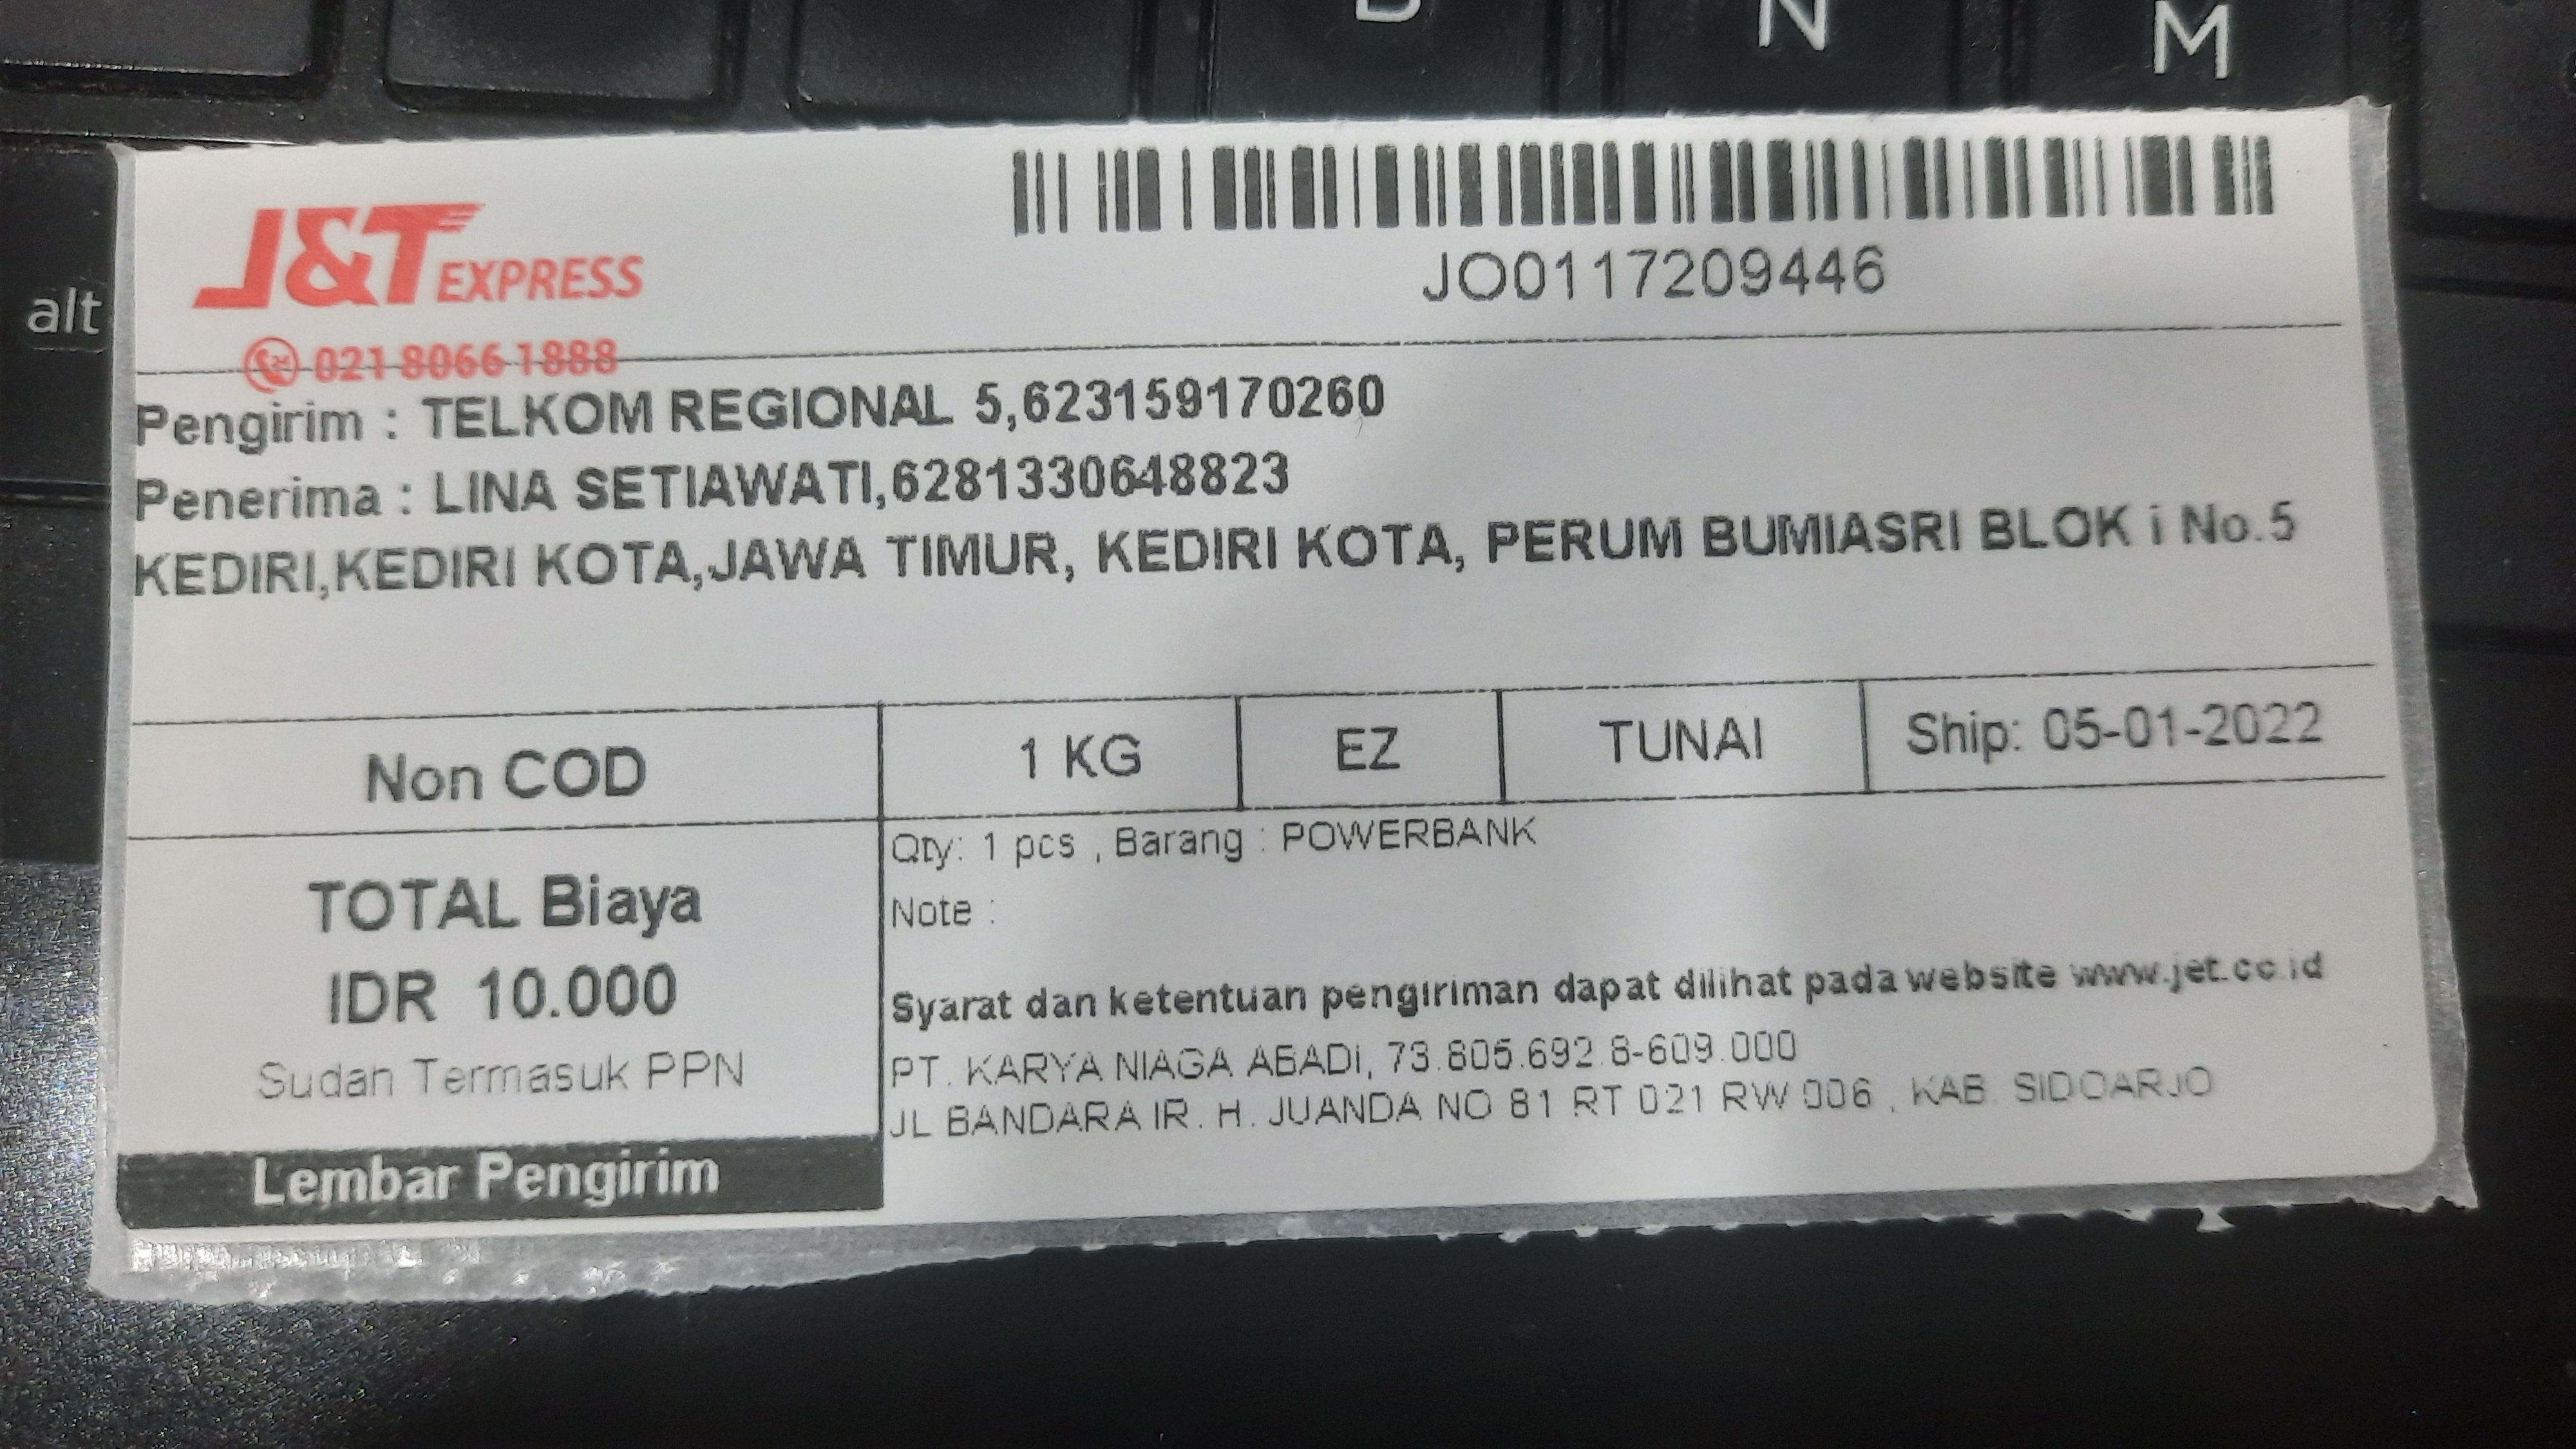 J&T EXPRESS
021-8066-1888
JO0117209446
Pengirim : TELKOM REGIONAL 5,623159170260
Penerima : LINA SETIAWATI,6281330648823
KEDIRI,KEDIRI KOTA,JAWA TIMUR, KEDIRI KOTA, PERUM BUMIASRI BLOK i No.5
Non COD
1 KG
EZ
TUNAI
Ship: 05-01-2022
TOTAL Biaya
IDR 10.000
Sudah Termasuk PPN
Lembar Pengirim
Qty: 1 pcs , Barang : POWERBANK
Note :
Syarat dan ketentuan pengiriman dapat dilihat pada website www.jet.co.id
PT. KARYA NIAGA ABADI, 73.805.692.8-609.000
JL BANDARA IR. H. JUANDA NO 81 RT 021 RW 006 , KAB. SIDOARJO
alt
B
N
M